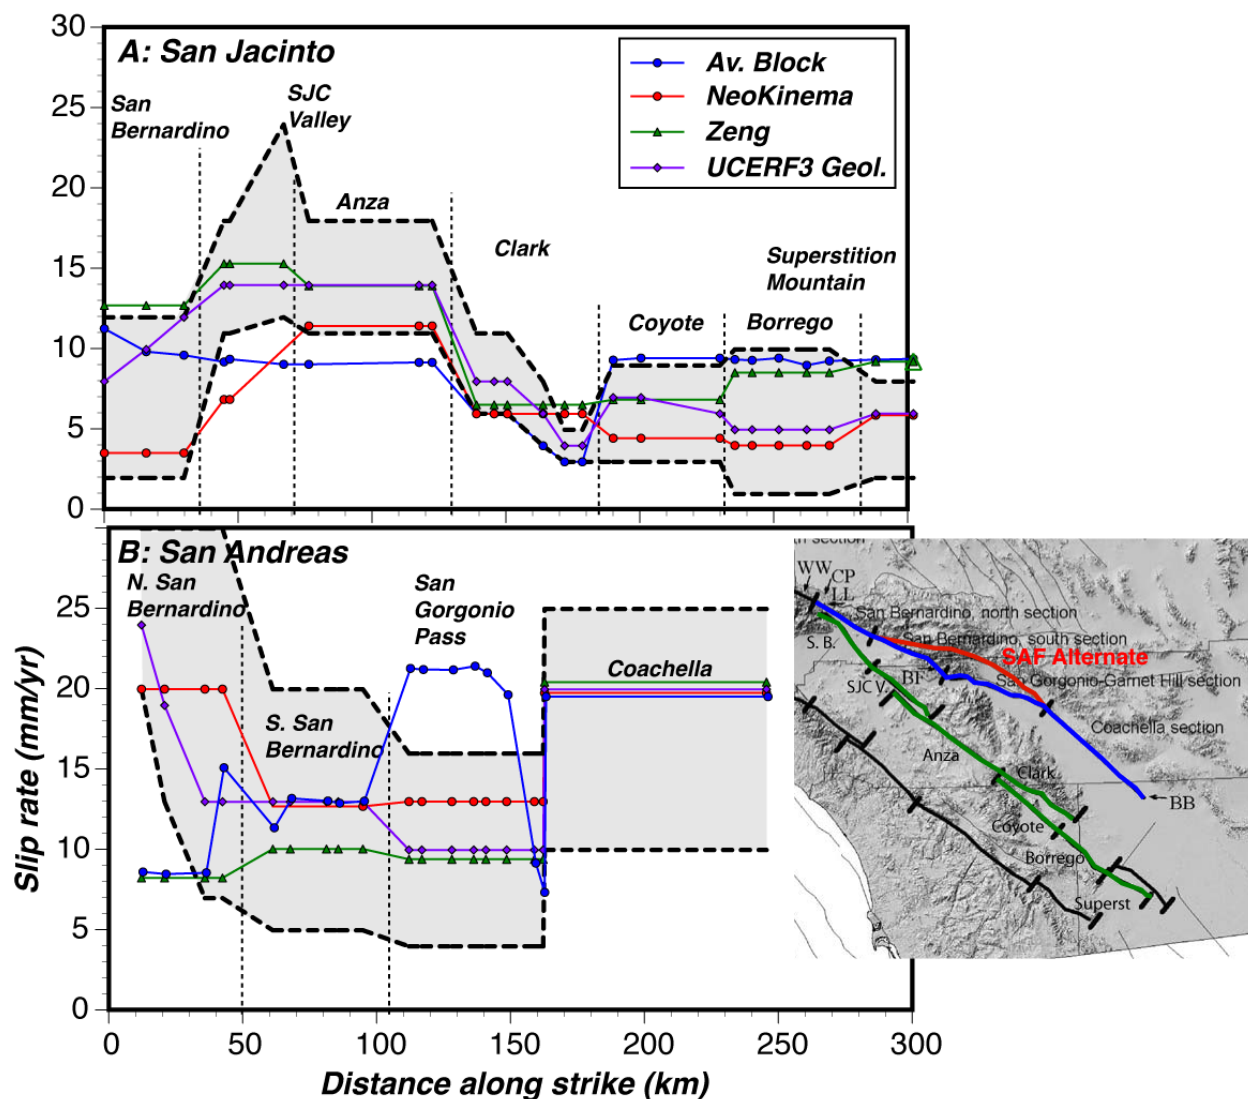 30
A: San Jacinto
Av. Block
NeoKinema
Zeng
UCERF3 Geol.
25
San
Bernardino
SJC
Valley
20
Anza
Clark
15
Superstition
Mountain
Coyote
Borrego
10
5
0
B: San Andreas
N. San
Bernardino
San
Gorgonio
Pass
25
Coachella
20
S. San
Bernardino
15
10
5
0
Slip rate (mm/yr)
0
50
100
150
200
250
300
Distance along strike (km)
section
WW
CP
LL
San Bernardino, north section
S. B.
San Bernardino, south section
SAF Alternate
BF
San Gorgonio-Garnet Hill section
SJC V.
Coachella section
Anza
Clark
BB
Coyote
Borrego
Superst